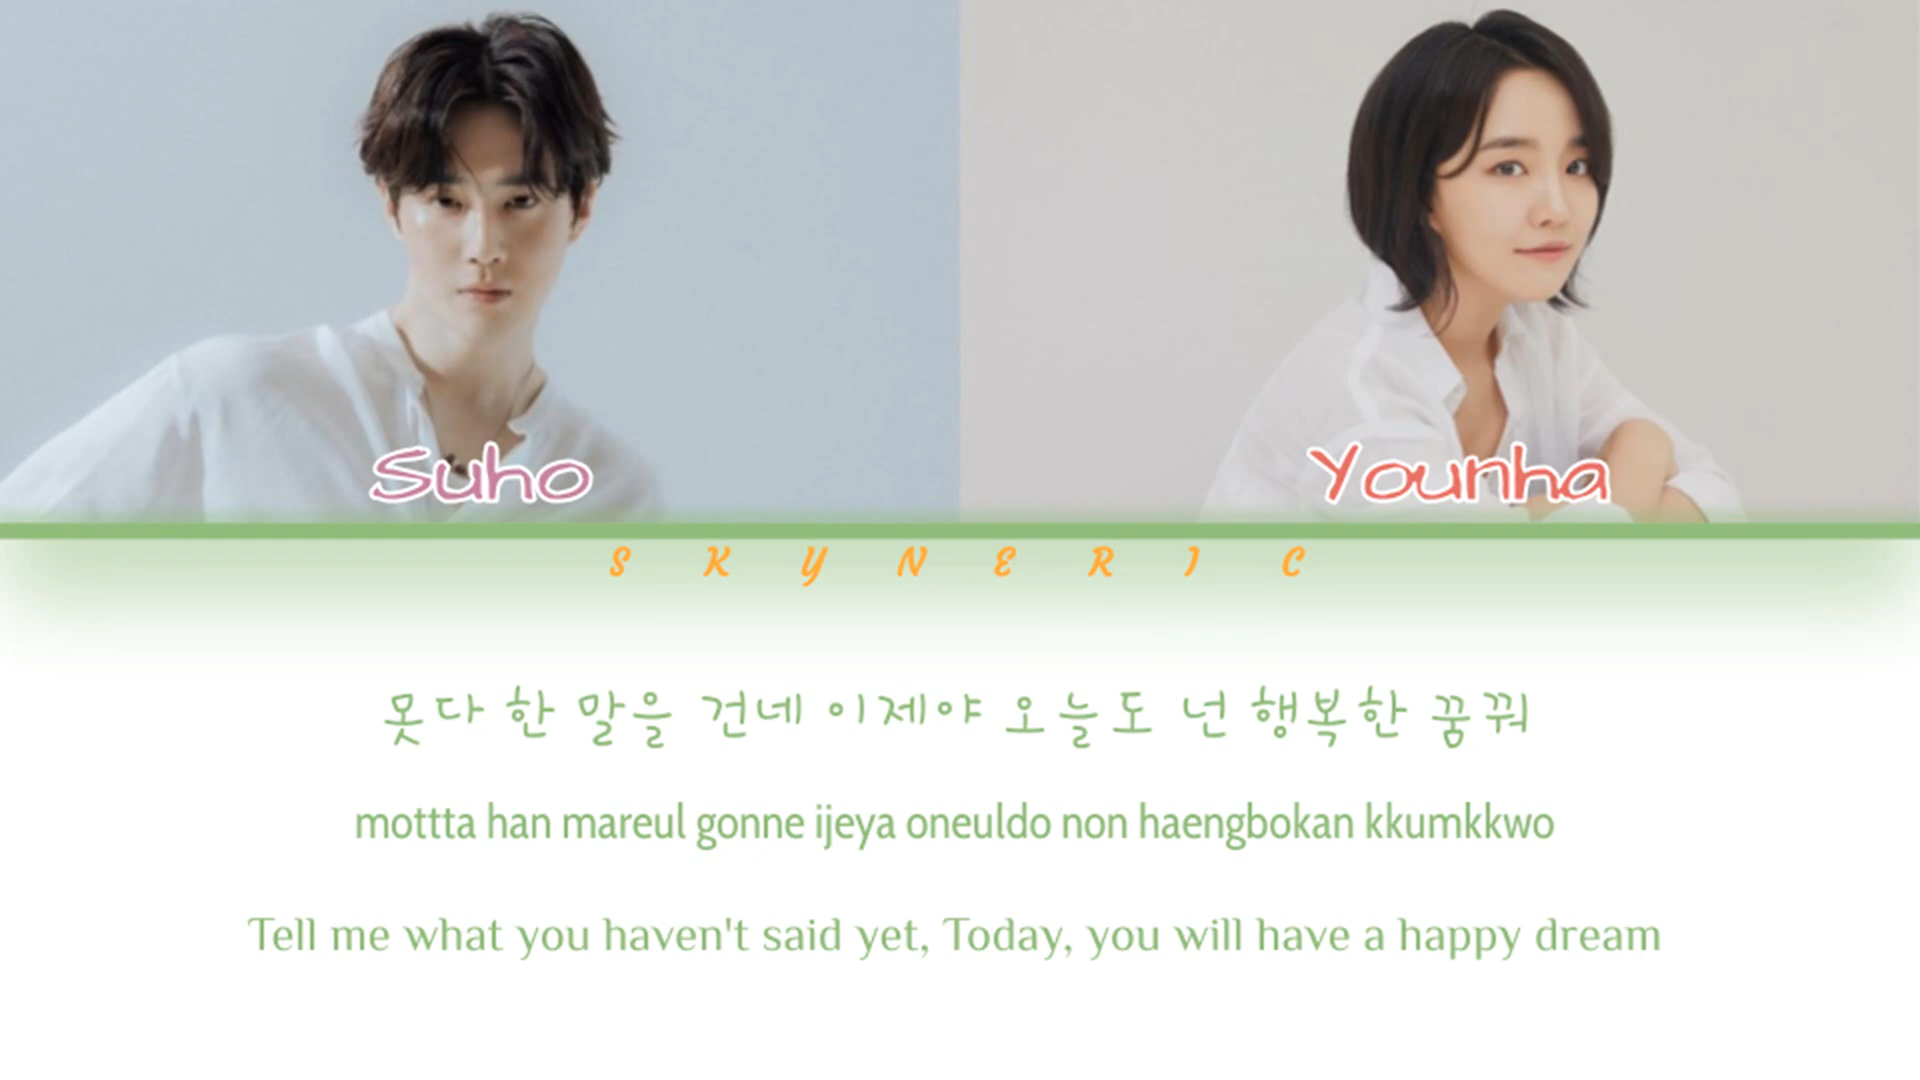 Suho
Younha
SKYNERIC
못다 한 말을 건네 이제야 오늘도 넌 행복한 꿈꿔
mottta han mareul gonne ijeya oneuldo non haengbokan kkumkkwo
Tell me what you haven't said yet, Today, you will have a happy dream